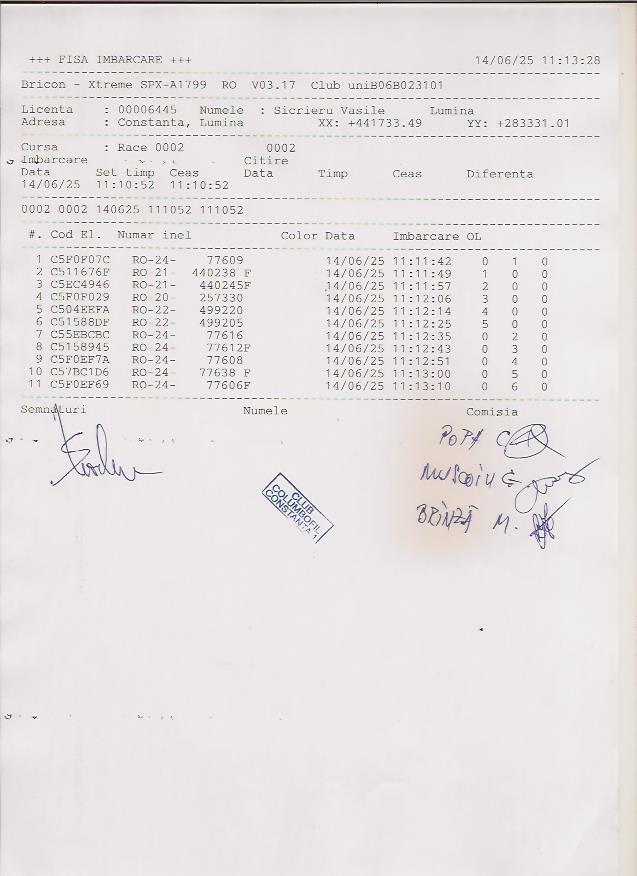 +++ FISA IMBARCARE +++ 14/06/25 11:13:28
Bricon - Xtreme SPX-A1799 RO V03.17 Club uniB06B023101
Licenta : 00006445 Numele : Sicrieru Vasile Lumina
Adresa : Constanta, Lumina XX: +441733.49 YY: +283331.01
Cursa : Race 0002 0002
Imbarcare Citire
Data Set timp Ceas Data Timp Ceas Diferenta
14/06/25 11:10:52 11:10:52
0002 0002 140625 111052 111052
#. Cod El. Numar inel Color Data Imbarcare OL
1 C5F0F07C RO-24- 77609 14/06/25 11:11:42 0 1 0
2 C511676F RO 21- 440238 F 14/06/25 11:11:49 1 0 0
3 C5EC4946 RO-21- 440245F 14/06/25 11:11:57 2 0 0
4 C5F0F029 RO 20- 257330 14/06/25 11:12:06 3 0 0
5 C504EEFA RO-22- 499220 14/06/25 11:12:14 4 0 0
6 C51588DF RO-22- 499205 14/06/25 11:12:25 5 0 0
7 C55EBCBC RO-24- 77616 14/06/25 11:12:35 0 2 0
8 C5158945 RO-24- 77612F 14/06/25 11:12:43 0 3 0
9 C5F0EF7A RO-24- 77608 14/06/25 11:12:51 0 4 0
10 C57BC1D6 RO-24- 77638 F 14/06/25 11:13:00 0 5 0
11 C5F0EF69 RO-24- 77606F 14/06/25 11:13:10 0 6 0
Semnaturi Numele Comisia
POPA C
MUSCOIU G
BRÎNZĂ M.
CLUB
COLUMBOFIL
CONSTANTA 1